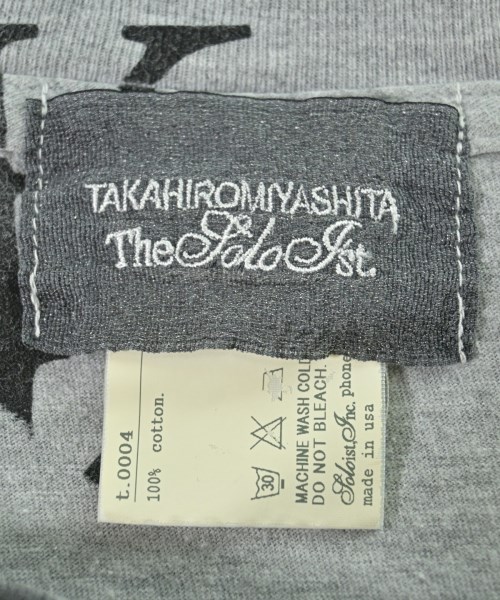 TAKAHIROMIYASHITA
TheSoloIst.
t.0004
100% cotton.
30
MACHINE WASH COLD
DO NOT BLEACH.
Soloist, Inc. phone
made in usa